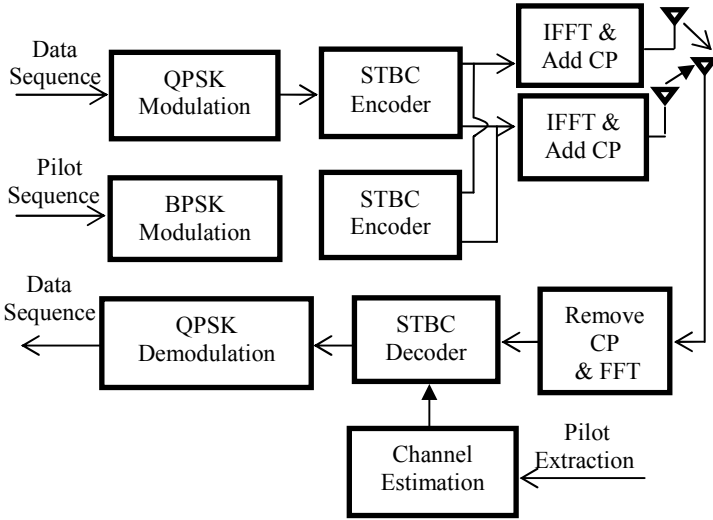 Data
Sequence
QPSK
Modulation
STBC
Encoder
IFFT &
Add CP
IFFT &
Add CP
Pilot
Sequence
BPSK
Modulation
STBC
Encoder
Data
Sequence
QPSK
Demodulation
STBC
Decoder
Remove
CP
& FFT
Channel
Estimation
Pilot
Extraction